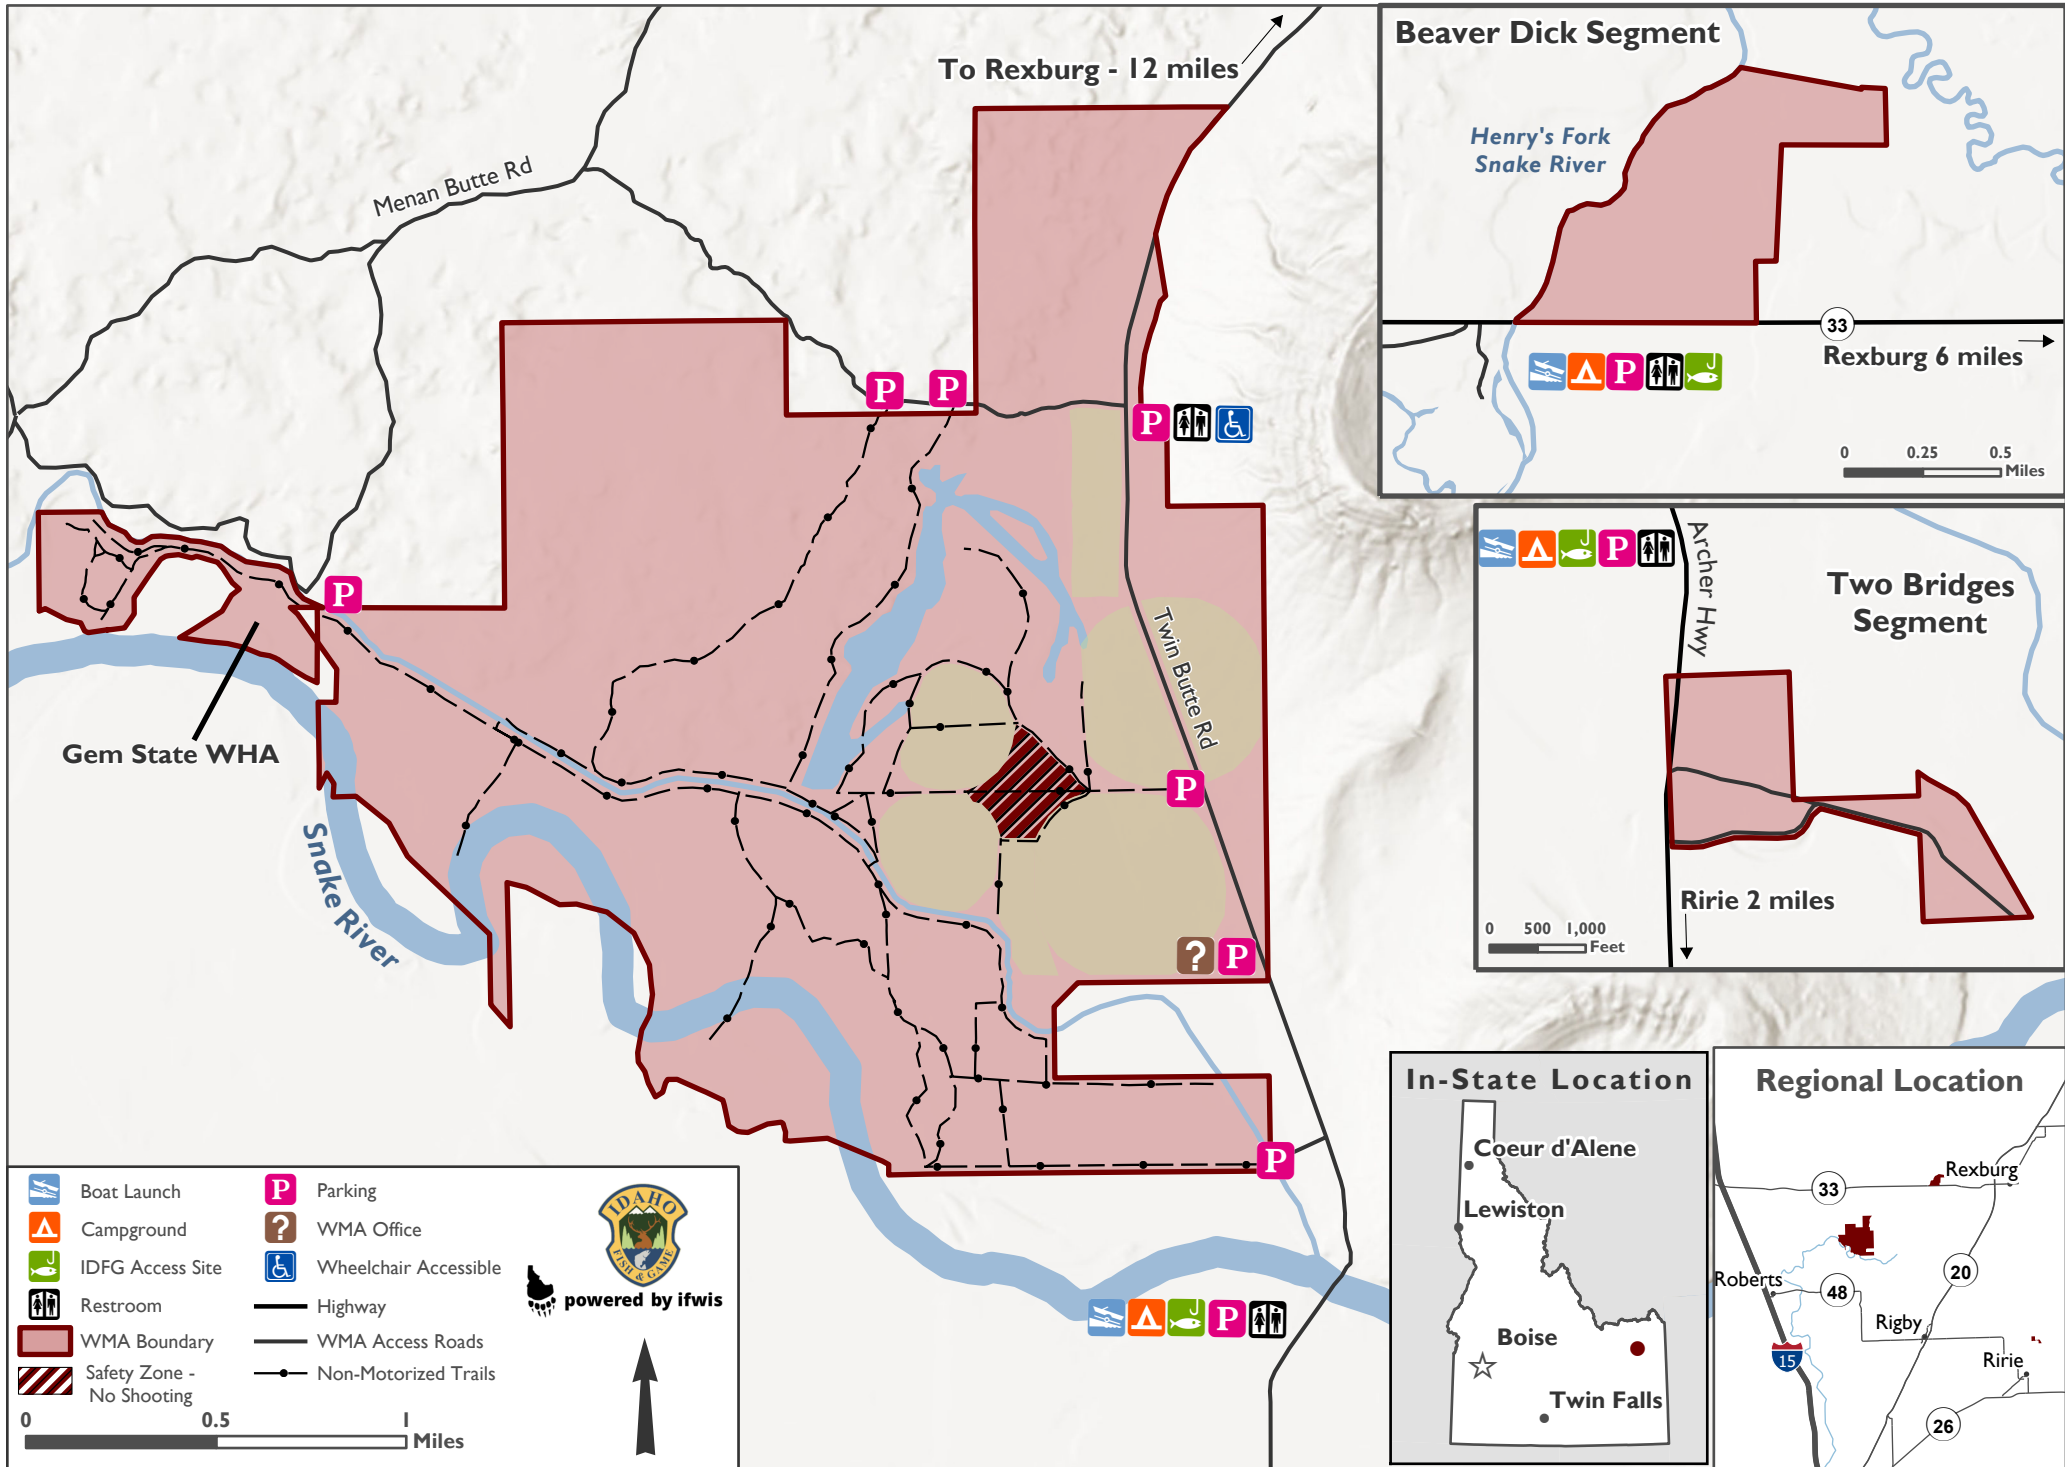 To Rexburg - 12 miles
Menan Butte Rd
P
P
P
P
Twin Butte Rd
P
Gem State WHA
Snake River
?
P
P
P
Beaver Dick Segment
Henry's Fork
Snake River
33
Rexburg 6 miles
P
0 0.25 0.5
Miles
P
Archer Hwy
Two Bridges
Segment
Ririe 2 miles
0 500 1,000
Feet
In-State Location
Coeur d'Alene
Lewiston
Boise
Twin Falls
Regional Location
Rexburg
33
Roberts
48
20
Rigby
15
Ririe
26
Boat Launch
Campground
IDFG Access Site
Restroom
WMA Boundary
Safety Zone -
No Shooting
P
Parking
?
WMA Office
Wheelchair Accessible
Highway
WMA Access Roads
Non-Motorized Trails
IDAHO
FISH & GAME
powered by ifwis
0 0.5 1
Miles